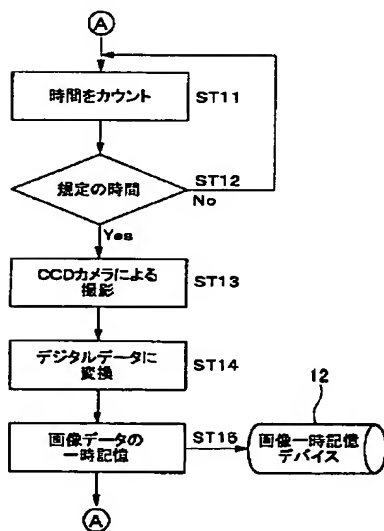 A
時間をカウント
ST11
規定の時間
ST12
No
Yes
CCDカメラによる
撮影
ST13
デジタルデータに
変換
ST14
画像データの
一時記憶
ST15
12
画像一時記憶
デバイス
A